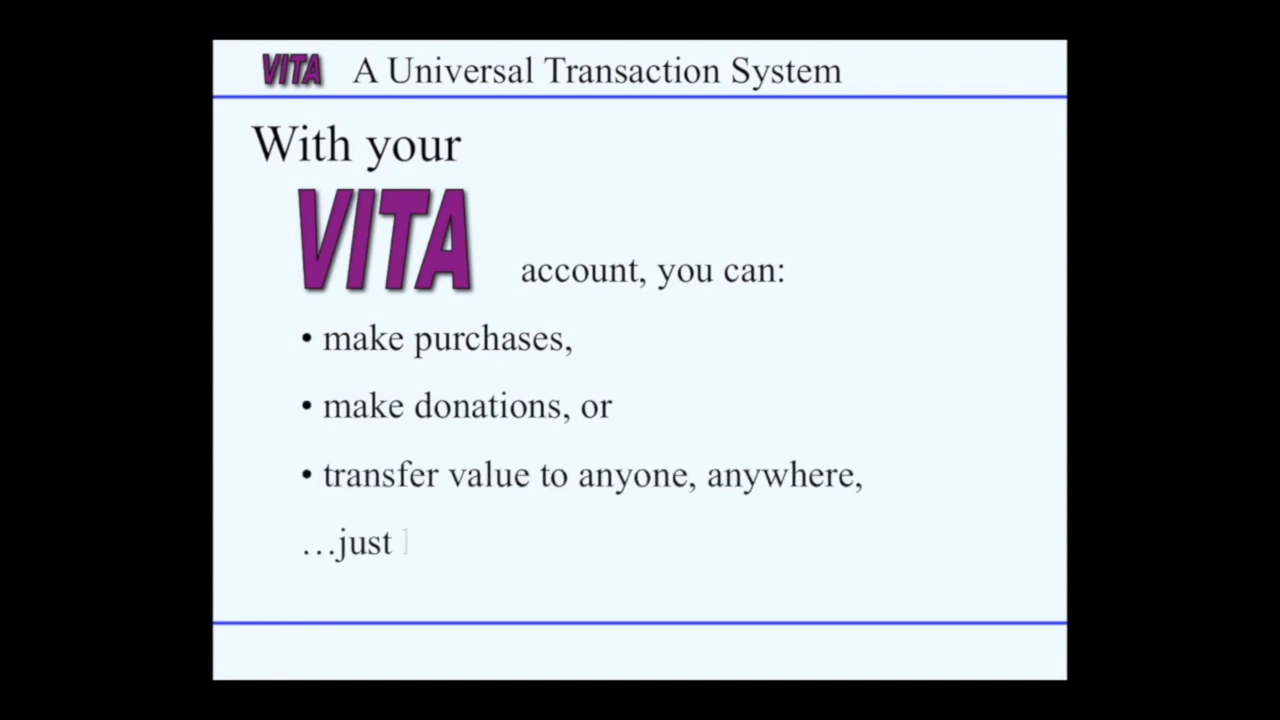 VITA A Universal Transaction System
With your
VITA account, you can:
• make purchases,
• make donations, or
• transfer value to anyone, anywhere,
…just